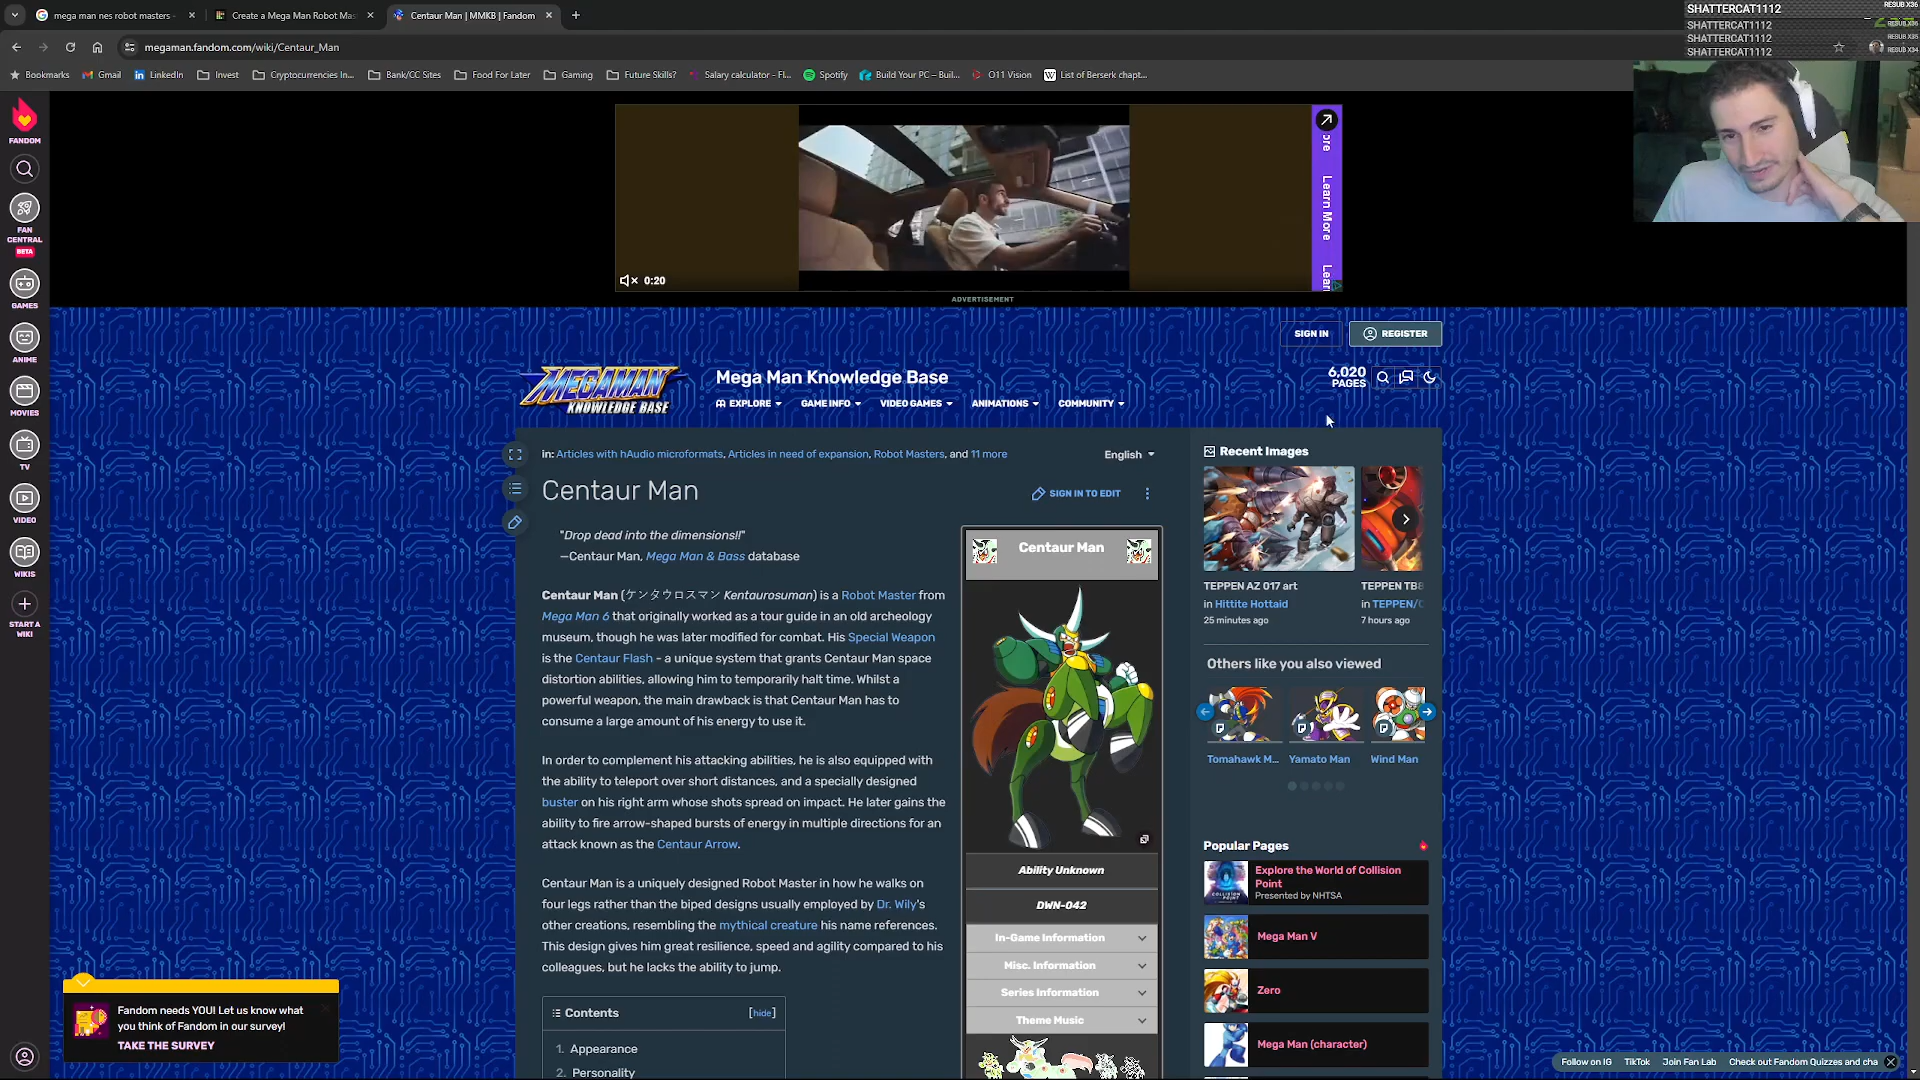 mega man nes robot masters -
Create a Mega Man Robot Mas
Centaur Man | MMKB | Fandom
SHATTERCAT1112
RESUB X36
SHATTERCAT1112
SHATTERCAT1112
RESUB X35
SHATTERCAT1112
RESUB X34
megaman.fandom.com/wiki/Centaur_Man
Bookmarks
Gmail
LinkedIn
Invest
Cryptocurrencies In...
Bank/CC Sites
Food For Later
Gaming
Future Skills?
Salary calculator - Fl...
Spotify
Build Your PC – Buil...
O11 Vision
List of Berserk chapt...
FANDOM
FAN
CENTRAL
BETA
GAMES
ANIME
MOVIES
TV
VIDEO
WIKIS
START A
WIKI
0:20
Learn More
ADVERTISEMENT
SIGN IN
REGISTER
MEGAMAN
KNOWLEDGE BASE
Mega Man Knowledge Base
6,020
PAGES
EXPLORE
GAME INFO
VIDEO GAMES
ANIMATIONS
COMMUNITY
in: Articles with hAudio microformats, Articles in need of expansion, Robot Masters, and 11 more
English
Centaur Man
SIGN IN TO EDIT
"Drop dead into the dimensions!!"
—Centaur Man, Mega Man & Bass database
Centaur Man (ケンタウロスマン Kentaurosuman) is a Robot Master from
Mega Man 6 that originally worked as a tour guide in an old archeology
museum, though he was later modified for combat. His Special Weapon
is the Centaur Flash - a unique system that grants Centaur Man space
distortion abilities, allowing him to temporarily halt time. Whilst a
powerful weapon, the main drawback is that Centaur Man has to
consume a large amount of his energy to use it.
In order to complement his attacking abilities, he is also equipped with
the ability to teleport over short distances, and a specially designed
buster on his right arm whose shots spread on impact. He later gains the
ability to fire arrow-shaped bursts of energy in multiple directions for an
attack known as the Centaur Arrow.
Centaur Man is a uniquely designed Robot Master in how he walks on
four legs rather than the biped designs usually employed by Dr. Wily's
other creations, resembling the mythical creature his name references.
This design gives him great resilience, speed and agility compared to his
colleagues, but he lacks the ability to jump.
Contents
[hide]
1. Appearance
2. Personality
Centaur Man
Ability Unknown
DWN-042
In-Game Information
Misc. Information
Series Information
Theme Music
Recent Images
TEPPEN AZ 017 art
in Hittite Hottaid
25 minutes ago
TEPPEN TB8
in TEPPEN/C
7 hours ago
Others like you also viewed
Tomahawk M...
Yamato Man
Wind Man
Popular Pages
Explore the World of Collision
Point
Presented by NHTSA
Mega Man V
Zero
Mega Man (character)
Fandom needs YOU! Let us know what
you think of Fandom in our survey!
TAKE THE SURVEY
Follow on IG
TikTok
Join Fan Lab
Check out Fandom Quizzes and cha